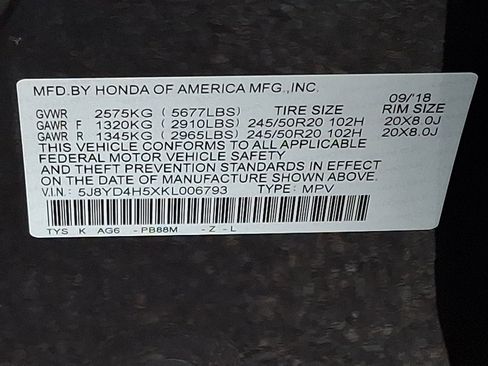 MFD.BY HONDA OF AMERICA MFG.,INC.
09/'18
GVWR 2575KG (5677LBS) TIRE SIZE RIM SIZE
GAWR F 1320KG (2910LBS) 245/50R20 102H 20X8.0J
GAWR R 1345KG (2965LBS) 245/50R20 102H 20X8.0J
THIS VEHICLE CONFORMS TO ALL APPLICABLE
FEDERAL MOTOR VEHICLE SAFETY
AND THEFT PREVENTION STANDARDS IN EFFECT
ON THE DATE OF MANUFACTURE SHOWN ABOVE.
V.I.N.: 5J8YD4H5XKL006793 TYPE: MPV
TYS K AG6 -PB88M -Z-L